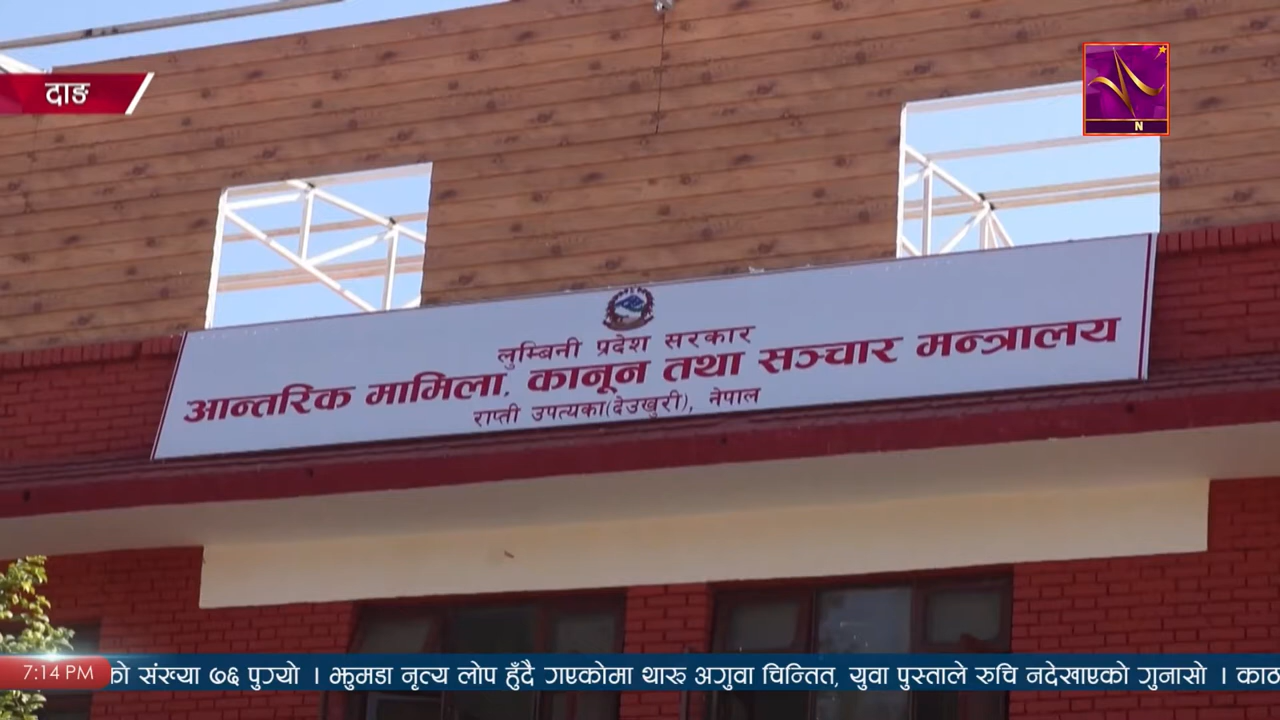 दाङ
N
लुम्बिनी प्रदेश सरकार
आन्तरिक मामिला, कानून तथा सञ्चार मन्त्रालय
राप्ती उपत्यका(देउखुरी), नेपाल
7:14 PM
को संख्या ७६ पुग्यो । झुमडा नृत्य लोप हुँदै गएकोमा थारु अगुवा चिन्तित, युवा पुस्ताले रुचि नदेखाएको गुनासो । काठ